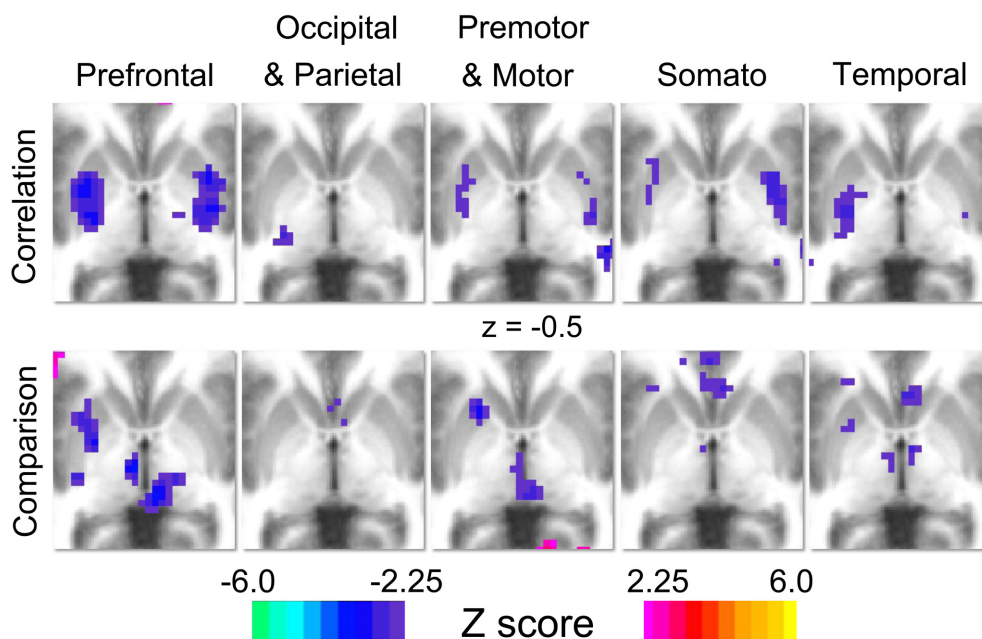 Prefrontal
Occipital
& Parietal
Premotor
& Motor
Somato
Temporal
Correlation
z = -0.5
Comparison
-6.0
-2.25
Z score
2.25
6.0